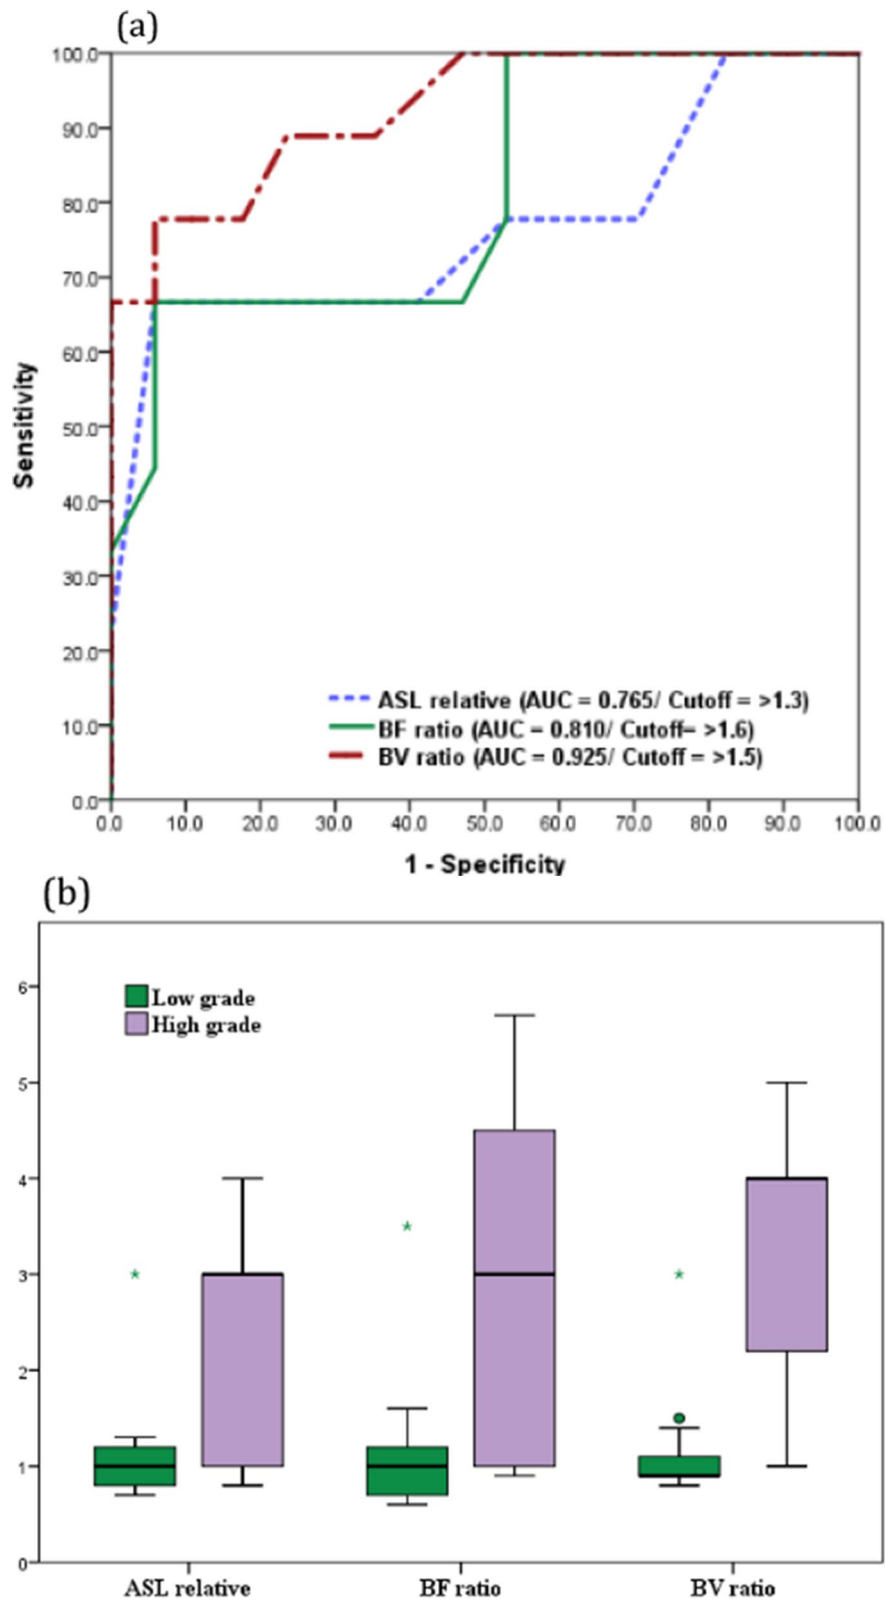 (a)
100.0
90.0
80.0
70.0
60.0
50.0
40.0
30.0
20.0
10.0
0.0
Sensitivity
ASL relative (AUC = 0.765/ Cutoff = >1.3)
BF ratio (AUC = 0.810/ Cutoff= >1.6)
BV ratio (AUC = 0.925/ Cutoff = >1.5)
0.0 10.0 20.0 30.0 40.0 50.0 60.0 70.0 80.0 90.0 100.0
1 - Specificity
(b)
Low grade
High grade
6
5
4
3
2
1
0
ASL relative BF ratio BV ratio